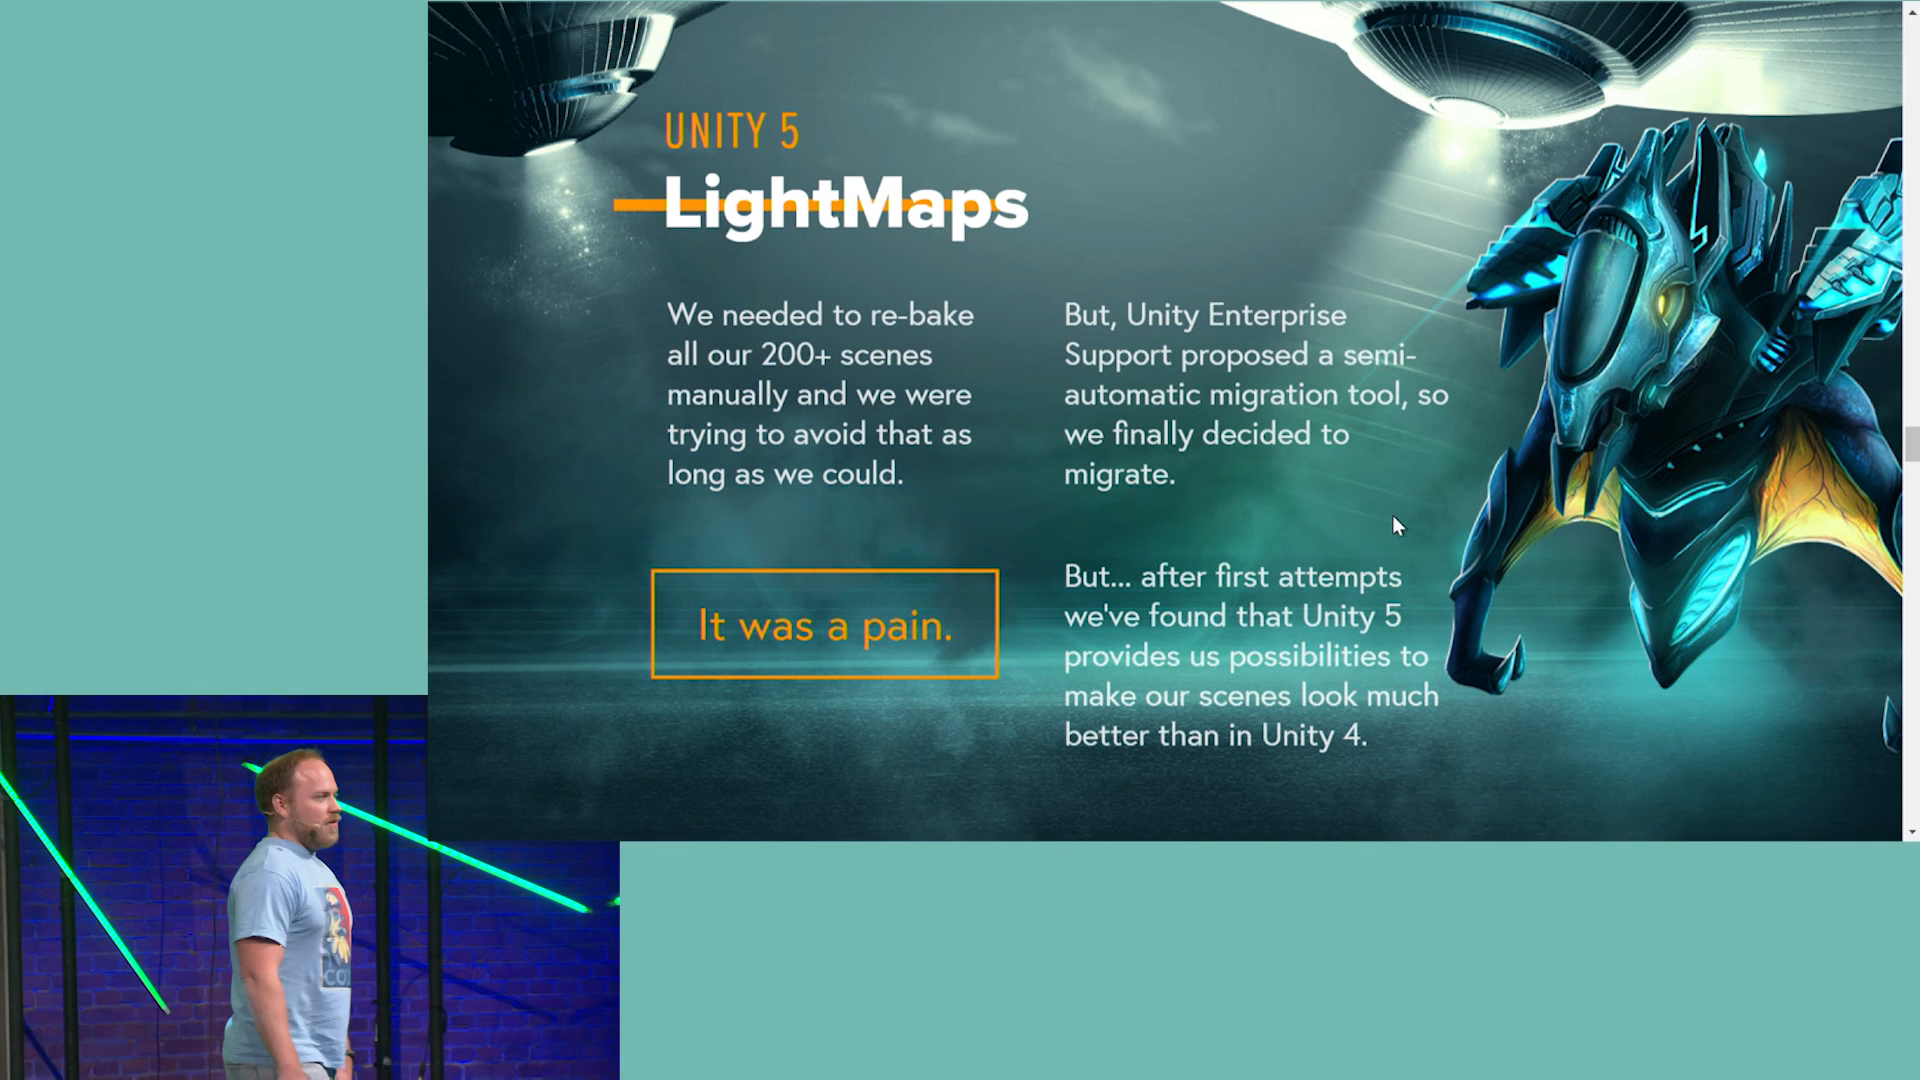 UNITY 5
LightMaps
We needed to re-bake
all our 200+ scenes
manually and we were
trying to avoid that as
long as we could.
It was a pain.
But, Unity Enterprise
Support proposed a semi-
automatic migration tool, so
we finally decided to
migrate.
But... after first attempts
we've found that Unity 5
provides us possibilities to
make our scenes look much
better than in Unity 4.